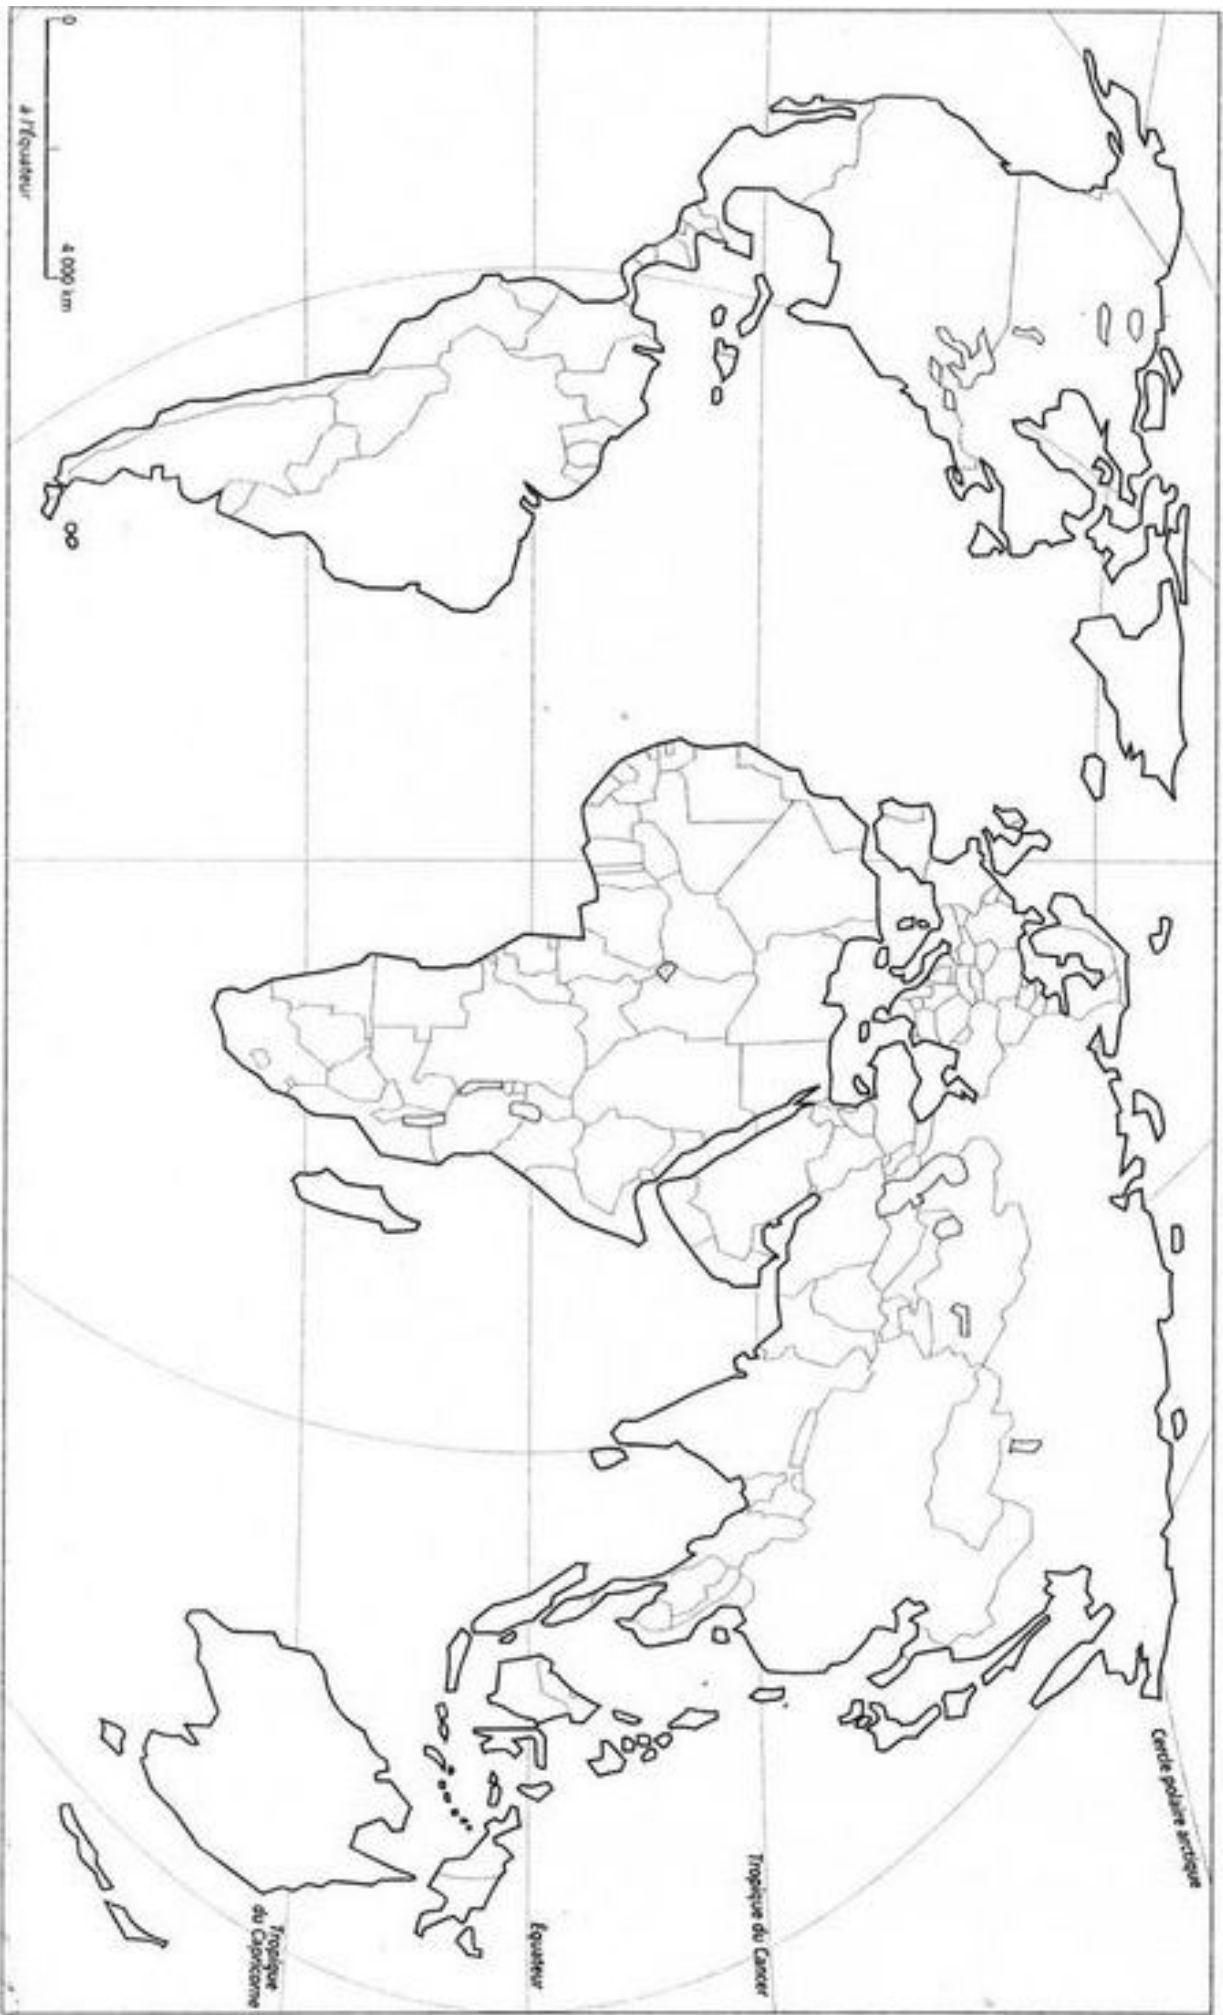 Cercle polaire arctique
Tropique du Cancer
Équateur
Tropique
du Capricorne
0 4 000 km
à l'Équateur